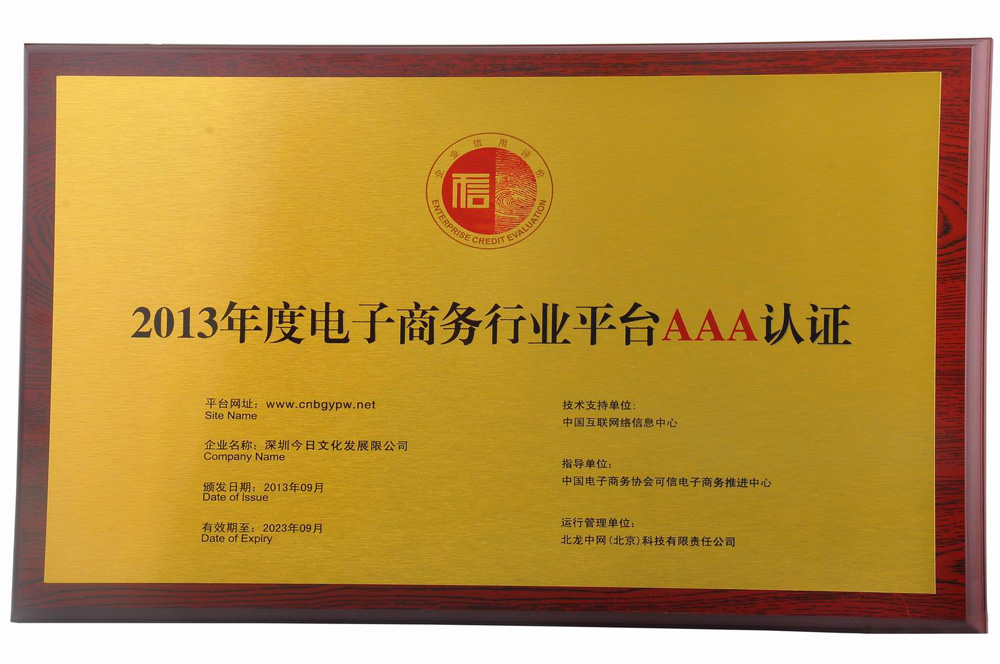 企业信用评价
信
ENTERPRISE CREDIT EVALUATION
2013年度电子商务行业平台AAA认证
平台网址：www.cnbgypw.net
Site Name
企业名称：深圳今日文化发展限公司
Company Name
颁发日期：2013年09月
Date of Issue
有效期至：2023年09月
Date of Expiry
技术支持单位：
中国互联网络信息中心
指导单位：
中国电子商务协会可信电子商务推进中心
运行管理单位：
北龙中网(北京)科技有限责任公司